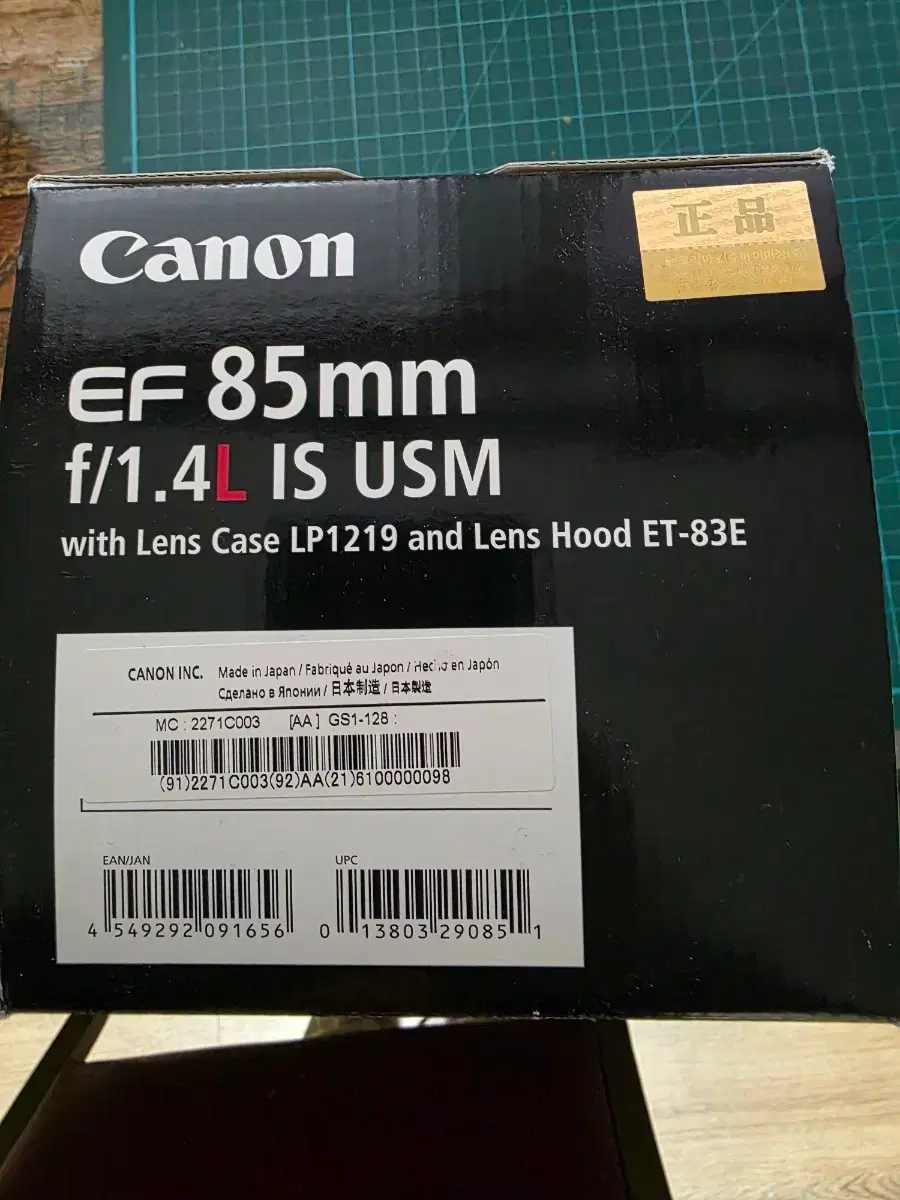 Canon
正品
EF 85mm
f/1.4L IS USM
with Lens Case LP1219 and Lens Hood ET-83E
CANON INC. Made in Japan / Fabriqué au Japon / Hecho en Japón
Сделано в Японии / 日本制造 / 日本製造
MC : 2271C003 [AA] GS1-128 :
(91)2271C003(92)AA(21)6100000098
EAN/JAN UPC
4 549292 091656 0 13803 29085 1